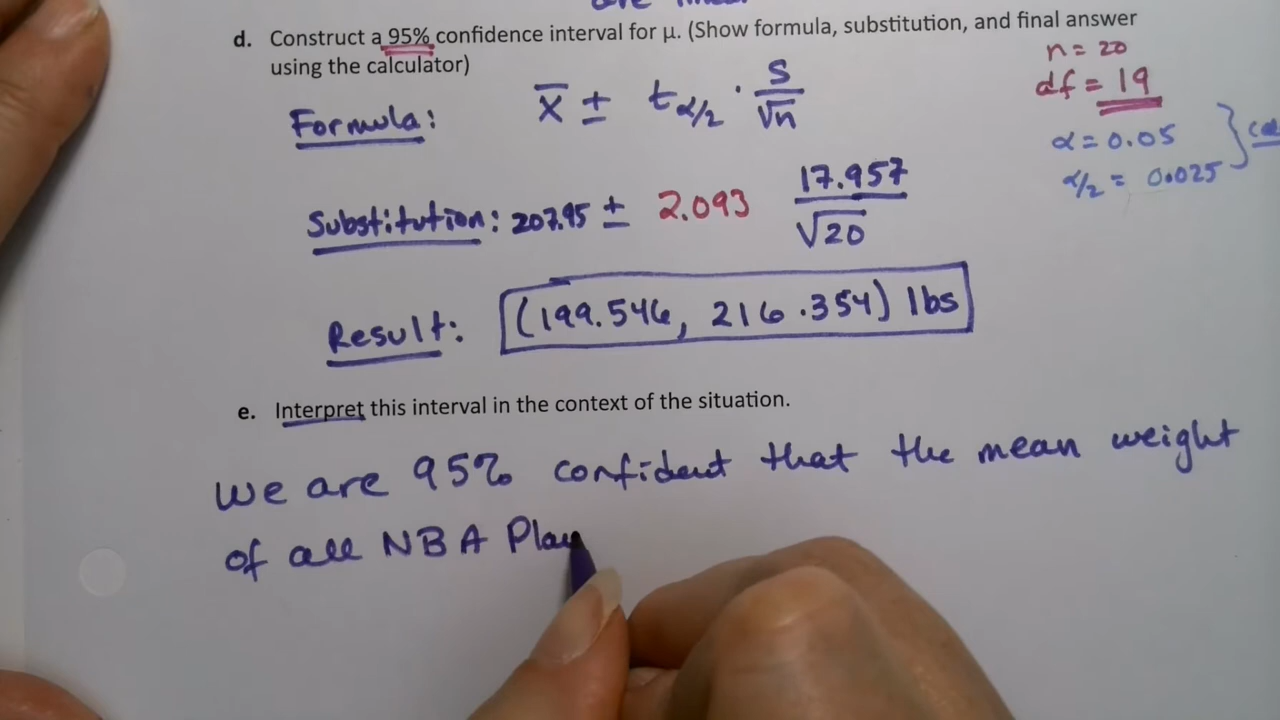 are linear
d. Construct a 95% confidence interval for μ. (Show formula, substitution, and final answer
using the calculator)
n = 20
df = 19
Formula: x̄ ± t α/2 · s/√n
α = 0.05
α/2 = 0.025
Substitution: 207.95 ± 2.093 17.957/√20
Result: (199.546, 216.354) lbs
e. Interpret this interval in the context of the situation.
We are 95% confident that the mean weight
of all NBA Play